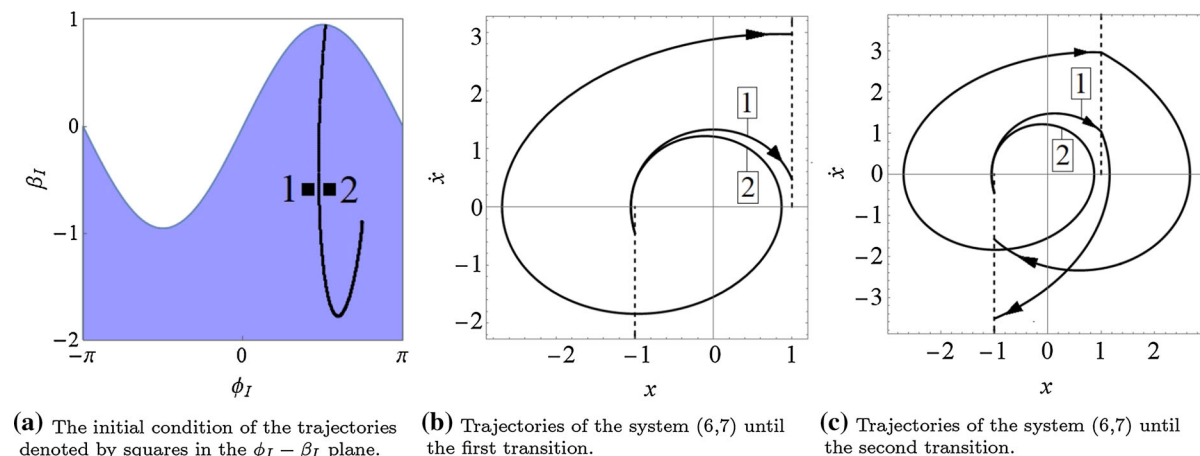 1
0
−1
−2
β_I
1 2
−π
0
π
ϕ_I
3
2
1
0
−1
−2
ẋ
1
2
−2
−1
0
1
x
3
2
1
0
−1
−2
−3
ẋ
1
2
−2
−1
0
1
2
x
(a) The initial condition of the trajectories
denoted by squares in the ϕ_I − β_I plane.
(b) Trajectories of the system (6,7) until
the first transition.
(c) Trajectories of the system (6,7) until
the second transition.